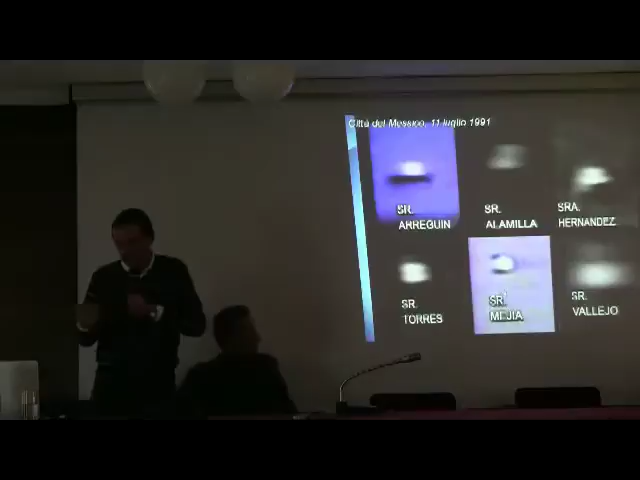 Città del Messico, 11 luglio 1991
SR. ARREGUIN
SR. ALAMILLA
SRA. HERNANDEZ
SR. TORRES
SR. MEJIA
SR. VALLEJO